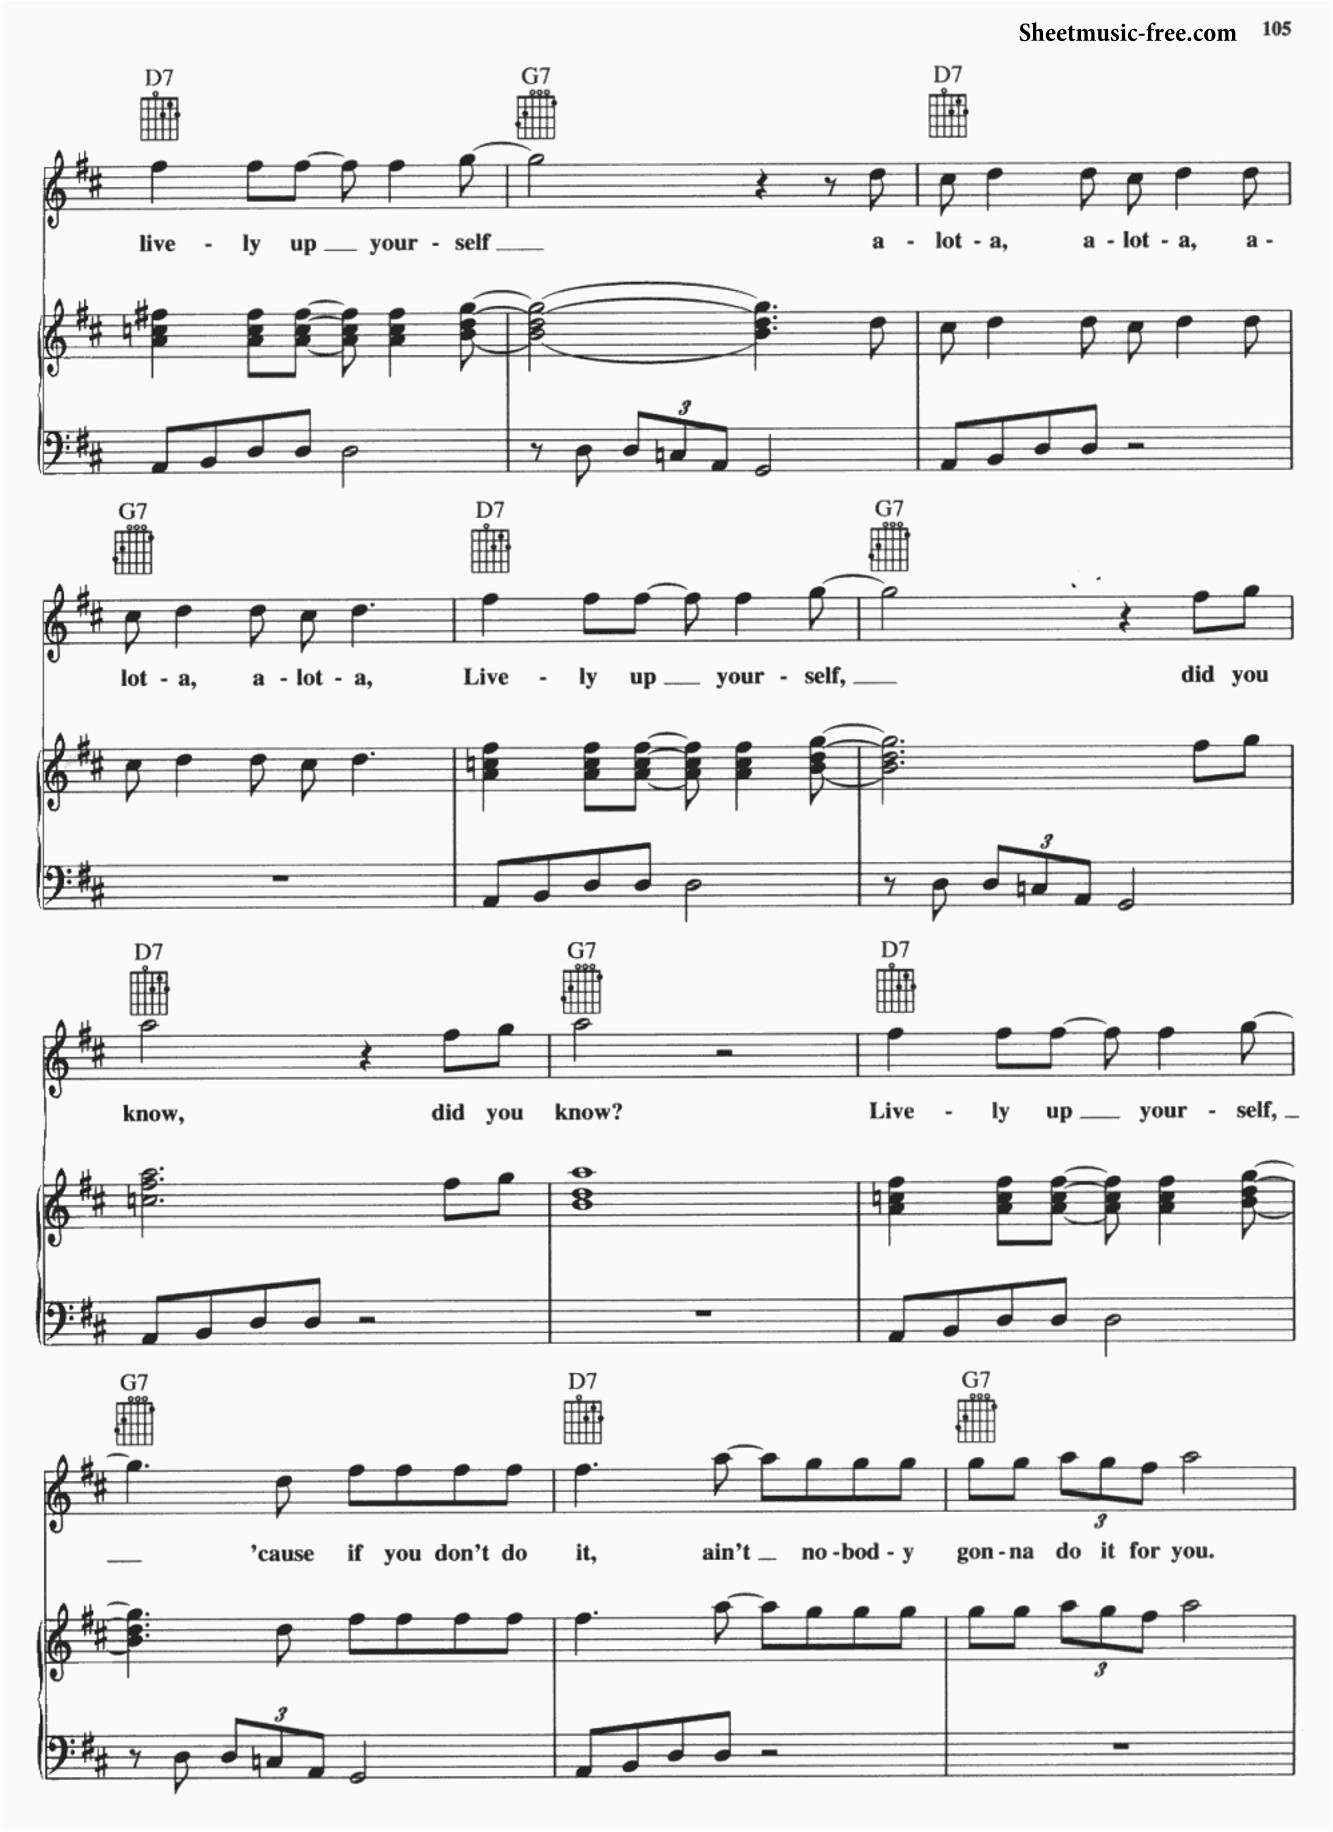 Sheetmusic-free.com 105
D7 G7 D7
live - ly up __ your - self __ a - lot - a, a - lot - a, a -
3
G7 D7 G7
lot - a, a - lot - a, Live - ly up __ your - self, __ did you
3
D7 G7 D7
know, did you know? Live - ly up __ your - self, _
G7 D7 G7
3
__ 'cause if you don't do it, ain't _ no - bod - y gon - na do it for you.
3
3